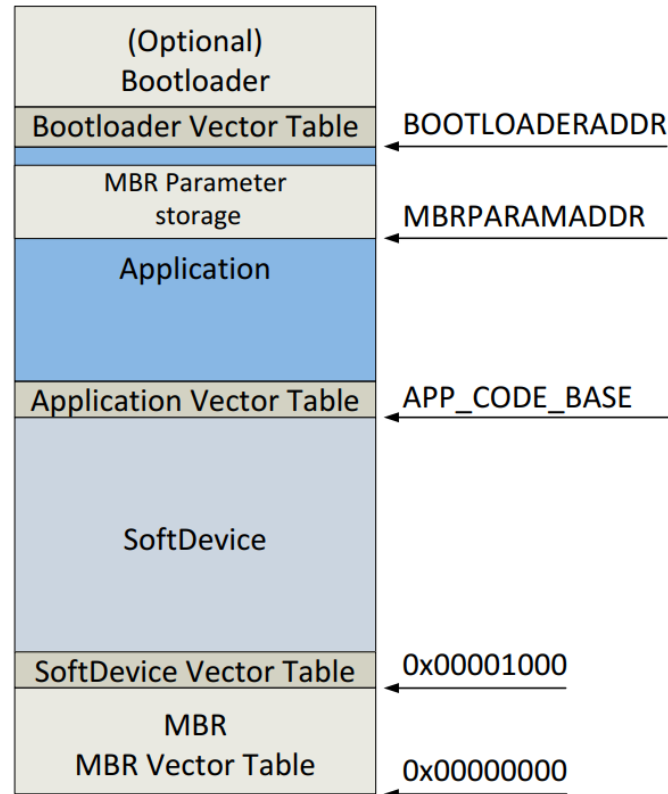 (Optional)
Bootloader
Bootloader Vector Table
BOOTLOADERADDR
MBR Parameter
storage
MBRPARAMADDR
Application
Application Vector Table
APP_CODE_BASE
SoftDevice
SoftDevice Vector Table
0x00001000
MBR
MBR Vector Table
0x00000000